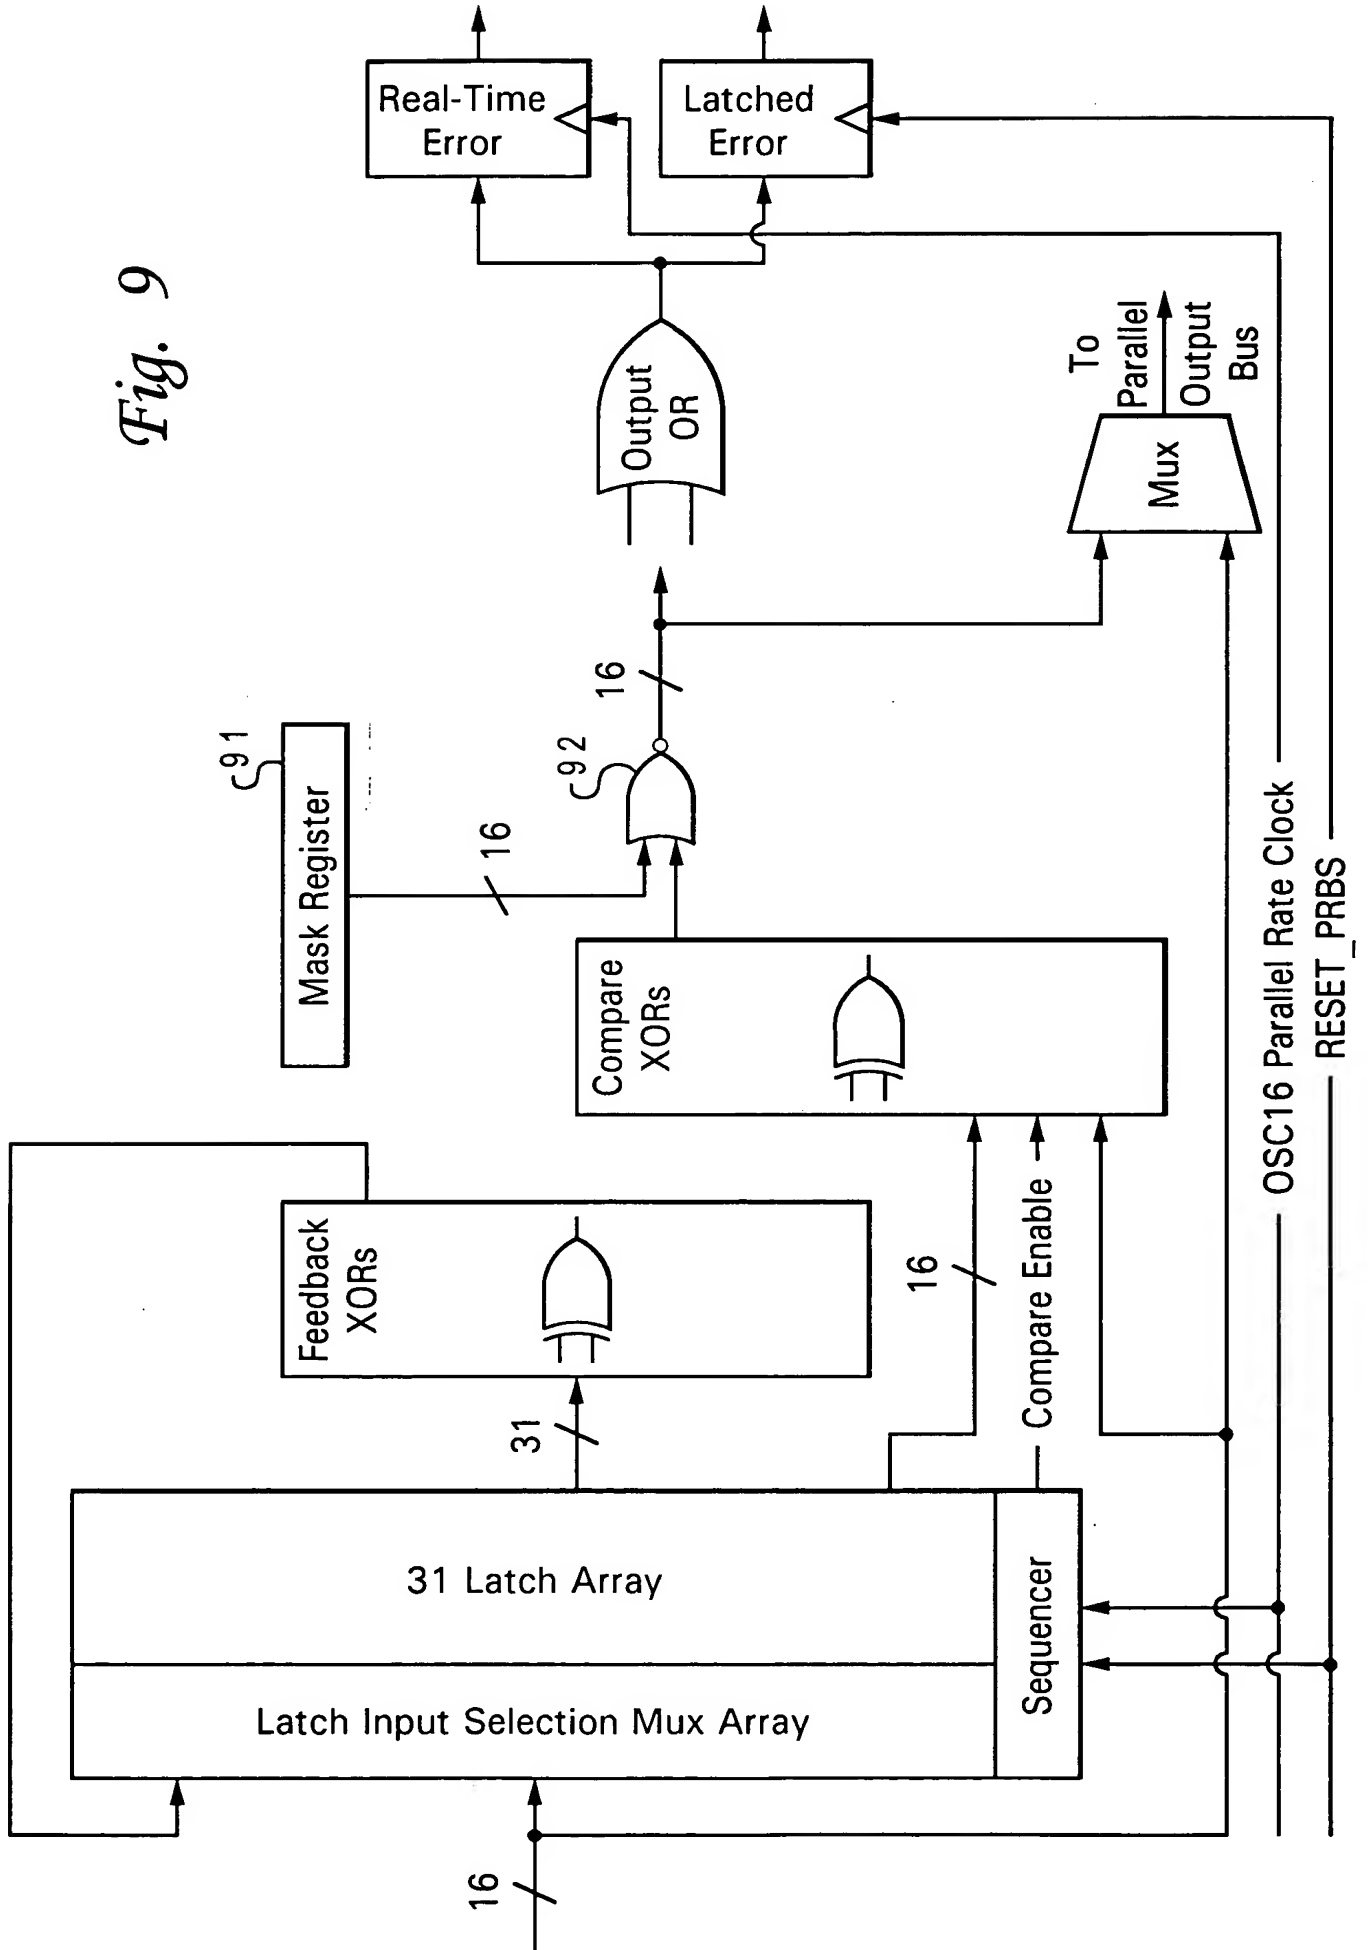 Fig. 9
Real-Time
Error
Latched
Error
Output
OR
To
Parallel
Output
Bus
Mux
16
91
Mask Register
16
92
Compare
XORs
Feedback
XORs
31
16
Compare Enable
OSC16 Parallel Rate Clock
RESET_PRBS
31 Latch Array
Latch Input Selection Mux Array
Sequencer
16